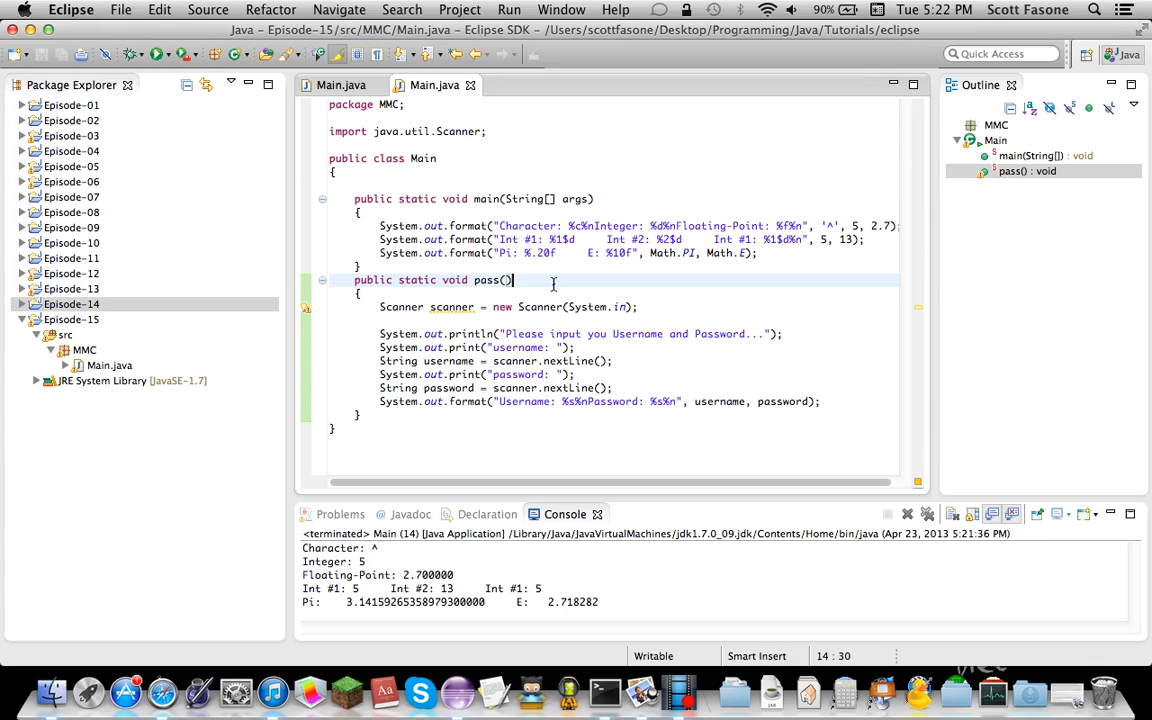 Eclipse File Edit Source Refactor Navigate Search Project Run Window Help 90% Tue 5:22 PM Scott Fasone
Java – Episode-15/src/MMC/Main.java – Eclipse SDK – /Users/scottfasone/Desktop/Programming/Java/Tutorials/eclipse
Quick Access Java
Package Explorer
Episode-01
Episode-02
Episode-03
Episode-04
Episode-05
Episode-06
Episode-07
Episode-08
Episode-09
Episode-10
Episode-11
Episode-12
Episode-13
Episode-14
Episode-15
src
MMC
Main.java
JRE System Library [JavaSE-1.7]
Main.java Main.java
package MMC;
import java.util.Scanner;
public class Main
{
public static void main(String[] args)
{
System.out.format("Character: %c%nInteger: %d%nFloating-Point: %f%n", '^', 5, 2.7);
System.out.format("Int #1: %1$d     Int #2: %2$d     Int #1: %1$d%n", 5, 13);
System.out.format("Pi: %.20f     E: %10f", Math.PI, Math.E);
}
public static void pass()
{
Scanner scanner = new Scanner(System.in);
System.out.println("Please input you Username and Password...");
System.out.print("username: ");
String username = scanner.nextLine();
System.out.print("password: ");
String password = scanner.nextLine();
System.out.format("Username: %s%nPassword: %s%n", username, password);
}
}
Outline
MMC
Main
main(String[]) : void
pass() : void
Problems Javadoc Declaration Console
<terminated> Main (14) [Java Application] /Library/Java/JavaVirtualMachines/jdk1.7.0_09.jdk/Contents/Home/bin/java (Apr 23, 2013 5:21:36 PM)
Character: ^
Integer: 5
Floating-Point: 2.700000
Int #1: 5     Int #2: 13     Int #1: 5
Pi:   3.14159265358979300000     E:   2.718282
Writable Smart Insert 14 : 30